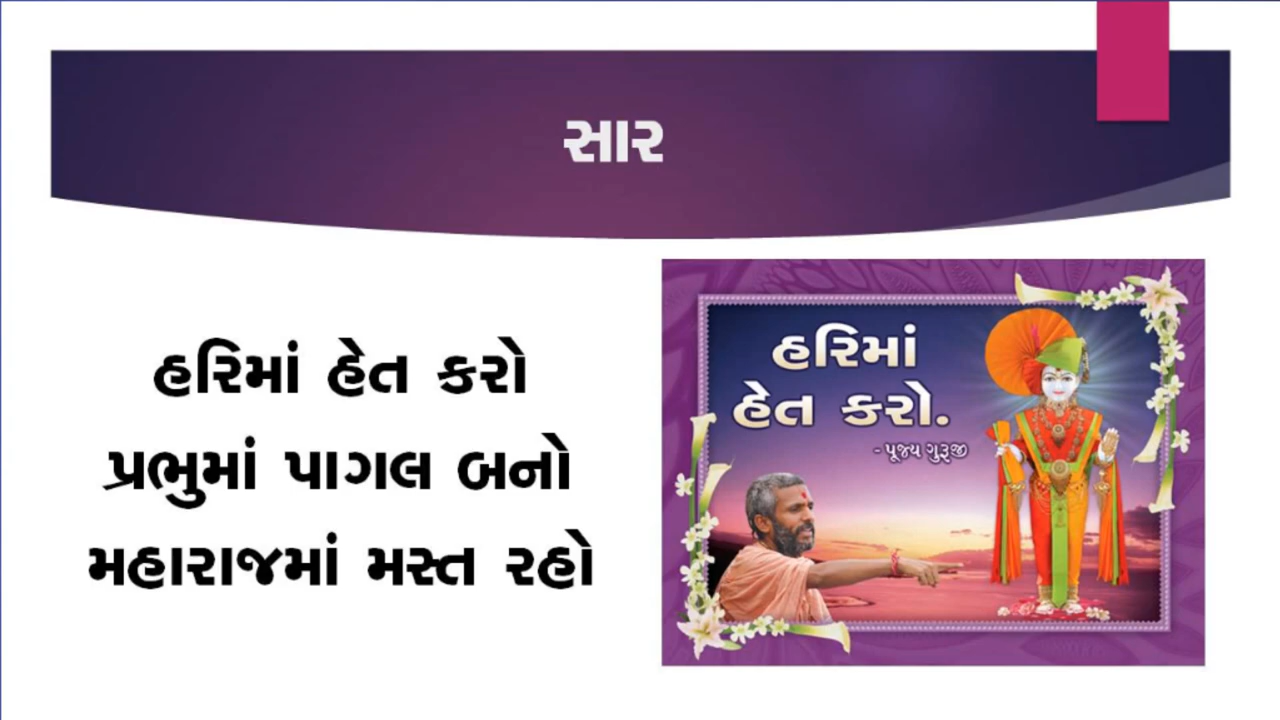 સાર
હરિમાં હેત કરો
પ્રભુમાં પાગલ બનો
મહારાજમાં મસ્ત રહો
હરિમાં
હેત કરો.
- પૂજ્ય ગુરૂજી